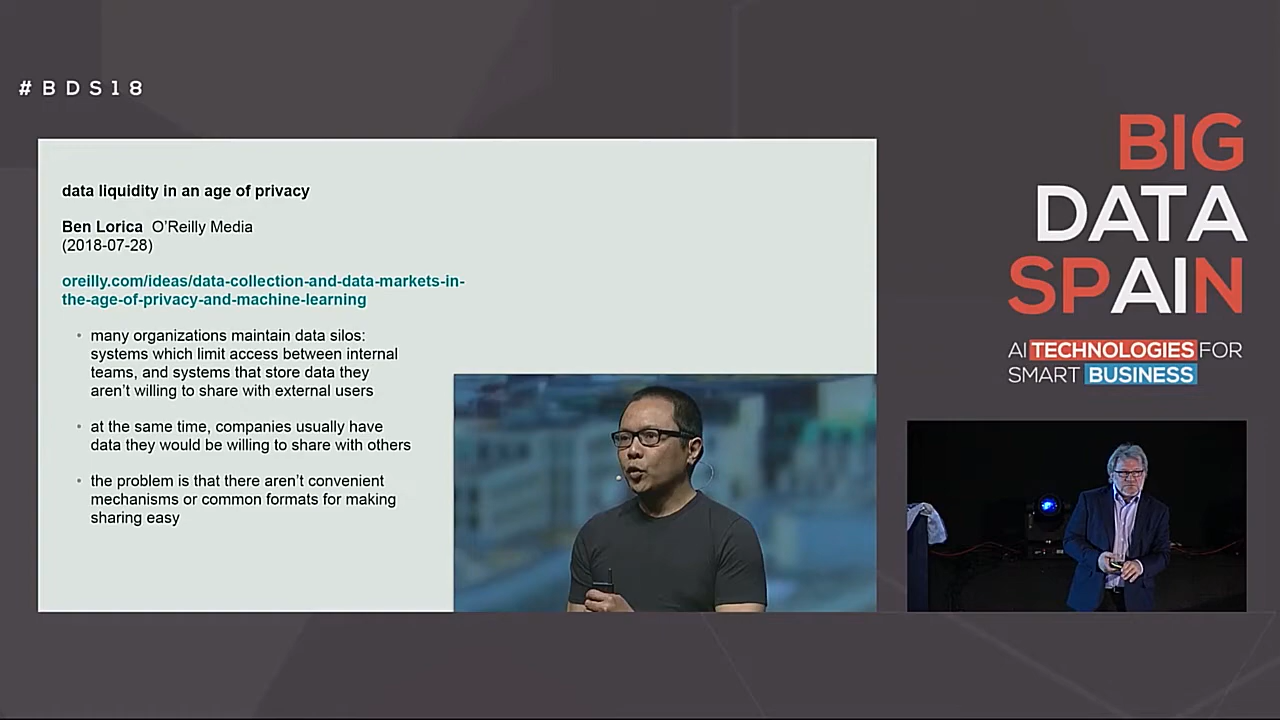 #BDS18
data liquidity in an age of privacy
Ben Lorica O'Reilly Media
(2018-07-28)
oreilly.com/ideas/data-collection-and-data-markets-in-
the-age-of-privacy-and-machine-learning
• many organizations maintain data silos:
systems which limit access between internal
teams, and systems that store data they
aren't willing to share with external users
• at the same time, companies usually have
data they would be willing to share with others
• the problem is that there aren't convenient
mechanisms or common formats for making
sharing easy
BIG
DATA
SPAIN
AI TECHNOLOGIES FOR
SMART BUSINESS